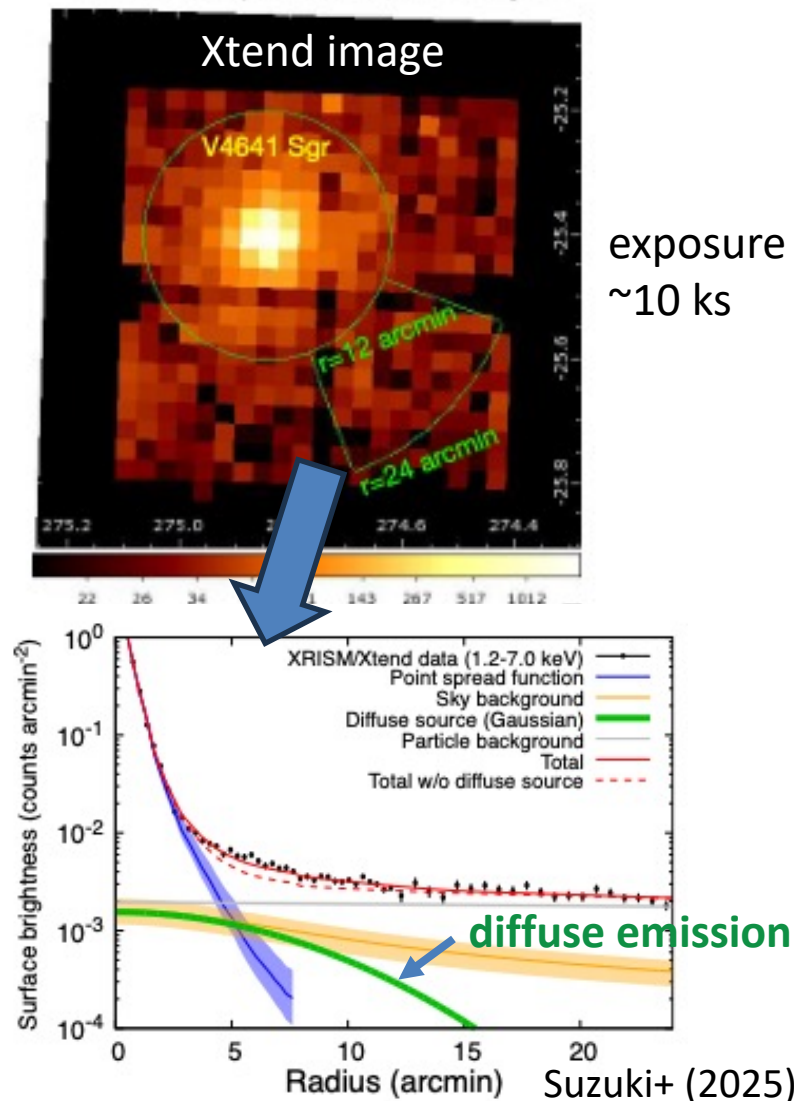 Xtend image
V4641 Sgr
-25.2
-25.4
-25.6
-25.8
exposure
~10 ks
r=12 arcmin
r=24 arcmin
275.2 275.0 274.6 274.4
22 26 34 143 267 517 1012
XRISM/Xtend data (1.2-7.0 keV)
Point spread function
Sky background
Diffuse source (Gaussian)
Particle background
Total
Total w/o diffuse source
Surface brightness (counts arcmin⁻²)
10⁰
10⁻¹
10⁻²
10⁻³
10⁻⁴
diffuse emission
0 5 10 15 20
Radius (arcmin)
Suzuki+ (2025)